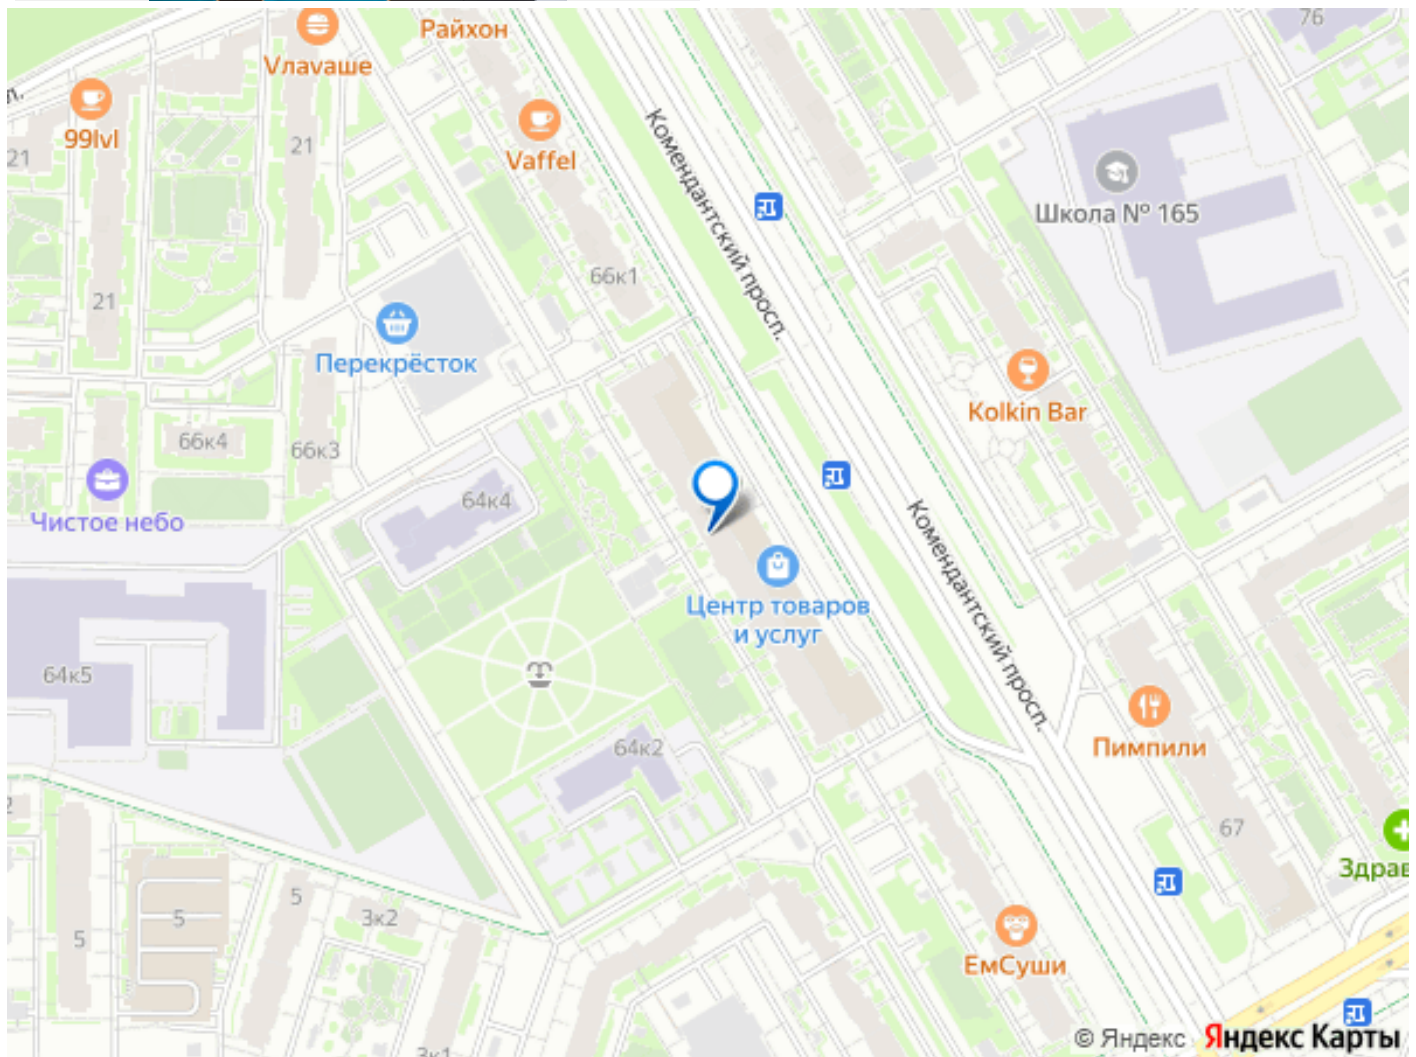 Райхон
76
Vлаvаше
99lvl
21
21
Vaffel
Комендантский просп.
Школа № 165
66к1
21
Перекрёсток
Kolkin Bar
66к4
66к3
64к4
Чистое небо
Комендантский просп.
Центр товаров
и услуг
64к5
64к2
Пимпили
67
Здрав
5
3к2
5
5
ЕмСуши
3к1
© Яндекс Яндекс Карты